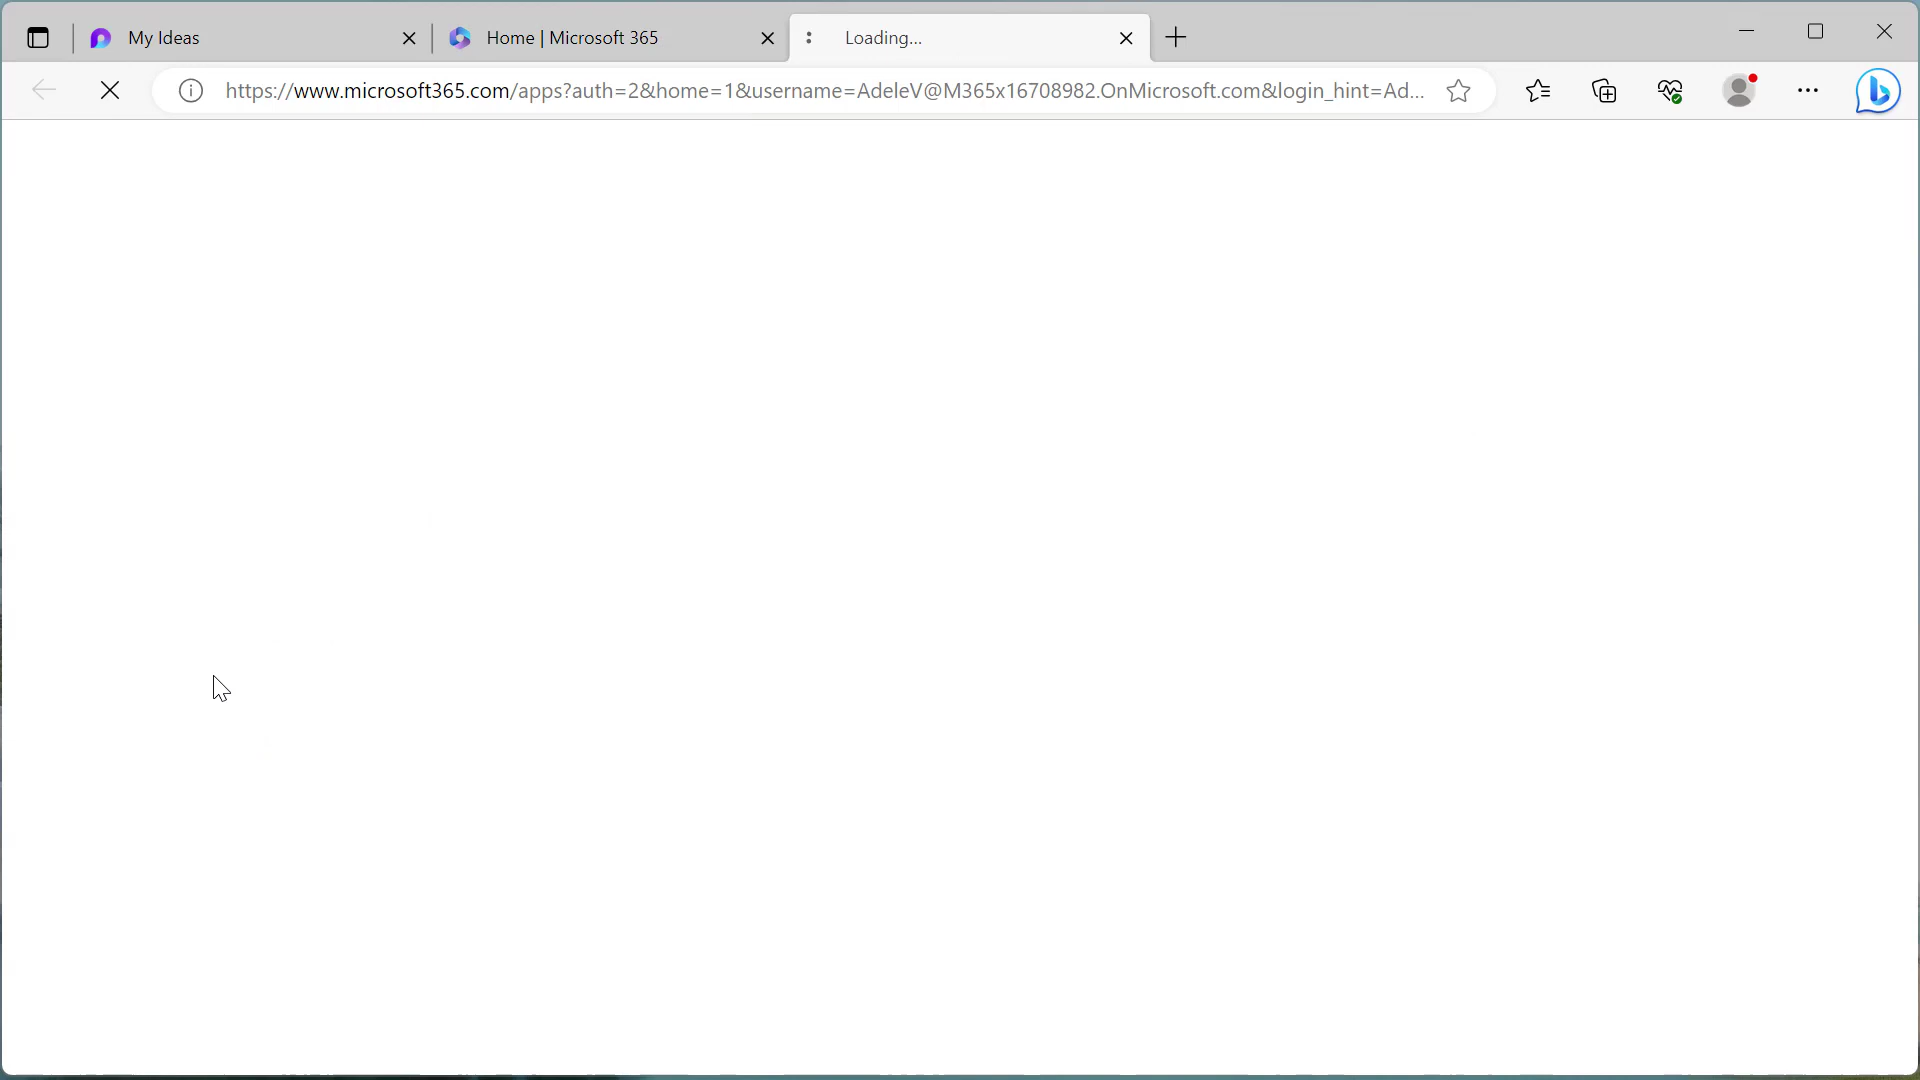 My Ideas
Home | Microsoft 365
Loading...
https://www.microsoft365.com/apps?auth=2&home=1&username=AdeleV@M365x16708982.OnMicrosoft.com&login_hint=Ad...